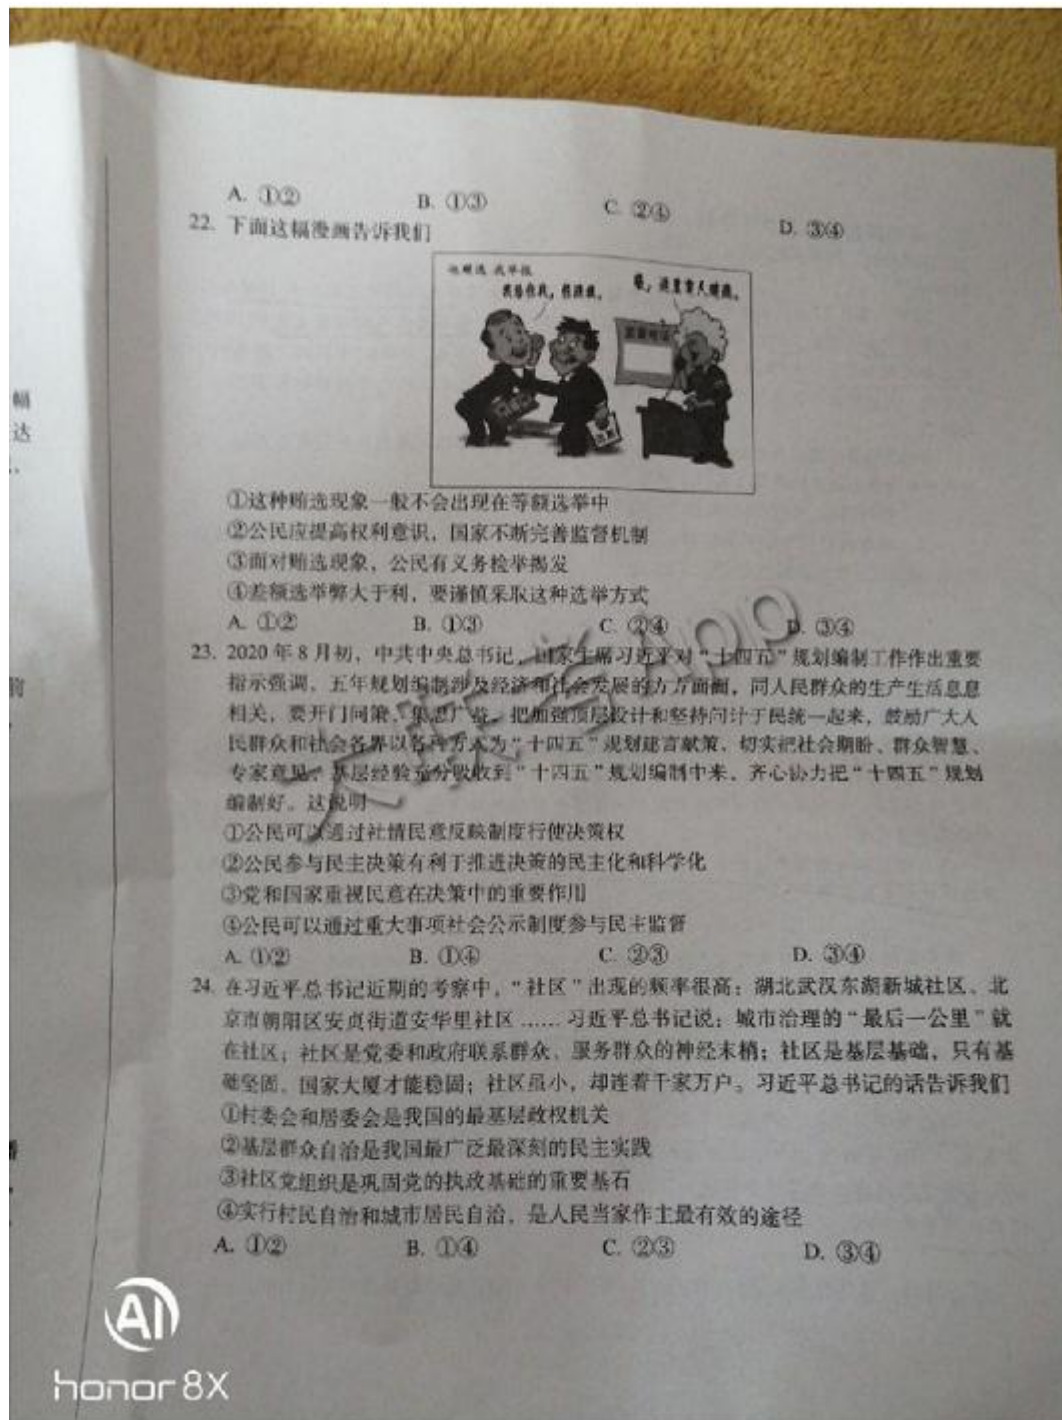 A. ①②
B. ①③
C. ②④
D. ③④
22. 下面这幅漫画告诉我们
他贿选 我举报
我给你投，你跟我。
①这种贿选现象一般不会出现在等额选举中
②公民应提高权利意识，国家不断完善监督机制
③面对贿选现象，公民有义务检举揭发
④差额选举弊大于利，要谨慎采取这种选举方式
A. ①②
B. ①③
C. ②④
D. ③④
23. 2020年8月初，中共中央总书记、国家主席习近平对“十四五”规划编制工作作出重要
指示强调，五年规划编制涉及经济和社会发展的方方面面，同人民群众的生产生活息息
相关，要开门问策、集思广益，把加强顶层设计和坚持问计于民统一起来，鼓励广大人
民群众和社会各界以各种方式为“十四五”规划建言献策，切实把社会期盼、群众智慧、
专家意见、基层经验充分吸收到“十四五”规划编制中来，齐心协力把“十四五”规划
编制好。这说明
①公民可以通过社情民意反映制度行使决策权
②公民参与民主决策有利于推进决策的民主化和科学化
③党和国家重视民意在决策中的重要作用
④公民可以通过重大事项社会公示制度参与民主监督
A. ①②
B. ①④
C. ②③
D. ③④
24. 在习近平总书记近期的考察中，“社区”出现的频率很高：湖北武汉东湖新城社区、北
京市朝阳区安贞街道安华里社区……习近平总书记说：城市治理的“最后一公里”就
在社区；社区是党委和政府联系群众、服务群众的神经末梢；社区是基层基础，只有基
础坚固，国家大厦才能稳固；社区虽小，却连着千家万户。习近平总书记的话告诉我们
①村委会和居委会是我国的最基层政权机关
②基层群众自治是我国最广泛最深刻的民主实践
③社区党组织是巩固党的执政基础的重要基石
④实行村民自治和城市居民自治，是人民当家作主最有效的途径
A. ①②
B. ①④
C. ②③
D. ③④
幅
达
前
AI
honor 8X